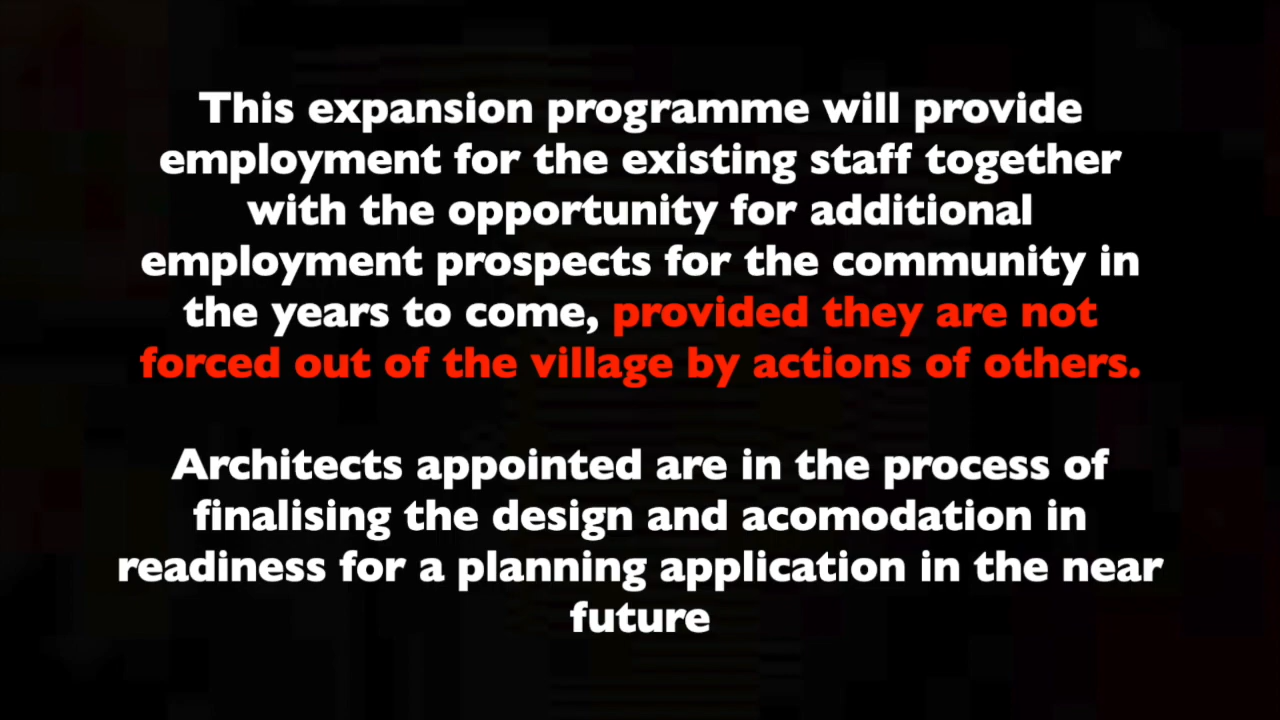 This expansion programme will provide
employment for the existing staff together
with the opportunity for additional
employment prospects for the community in
the years to come, provided they are not
forced out of the village by actions of others.
Architects appointed are in the process of
finalising the design and acomodation in
readiness for a planning application in the near
future